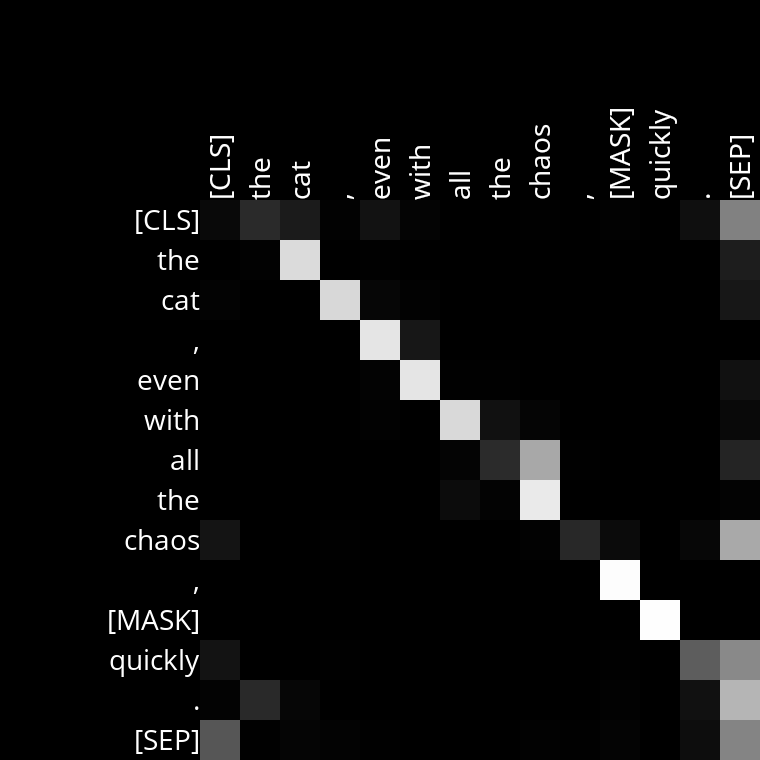 [CLS] the cat , even with all the chaos , [MASK] quickly . [SEP]
[CLS]
the
cat
,
even
with
all
the
chaos
,
[MASK]
quickly
.
[SEP]